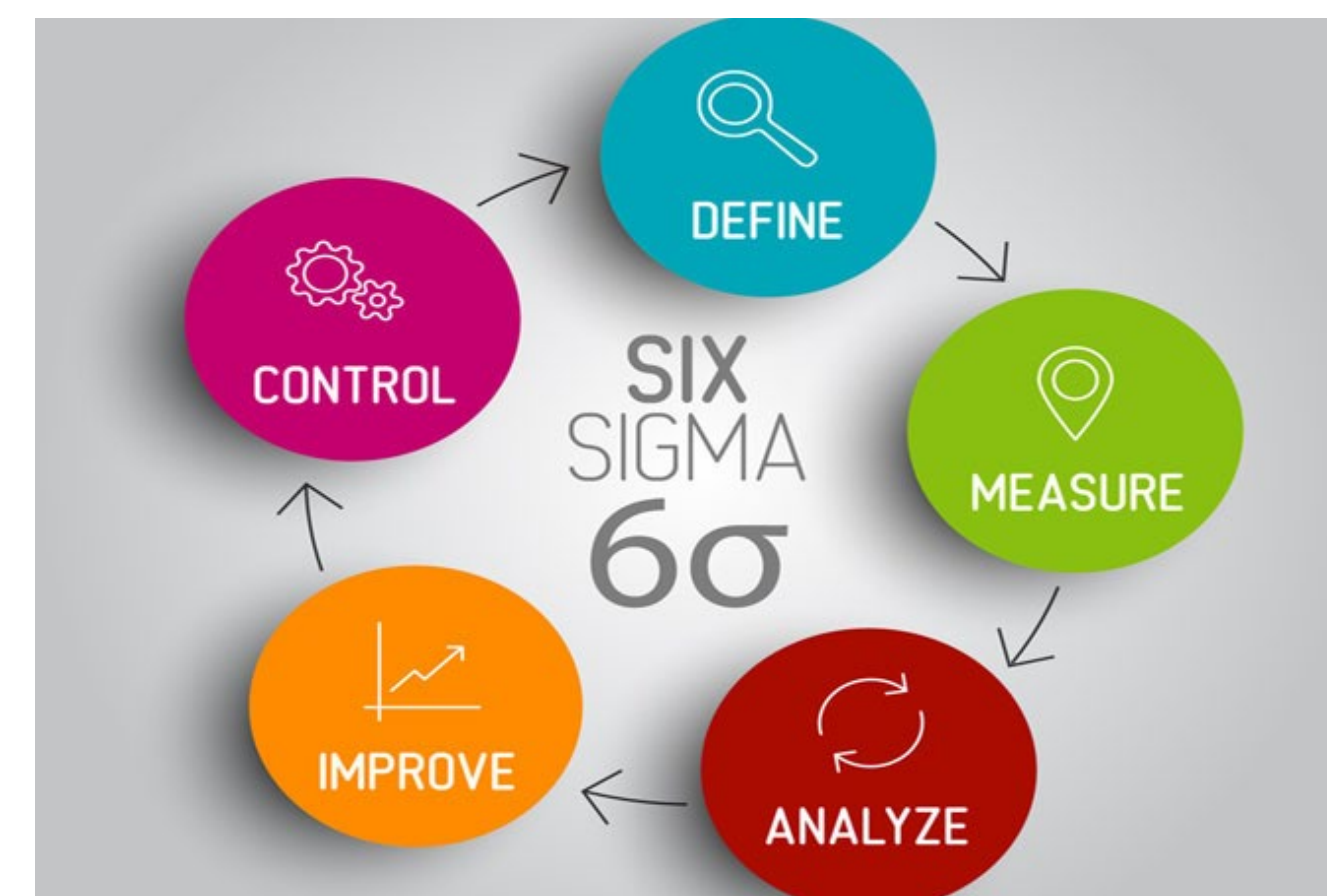 DEFINE
MEASURE
ANALYZE
IMPROVE
CONTROL
SIX
SIGMA
6σ